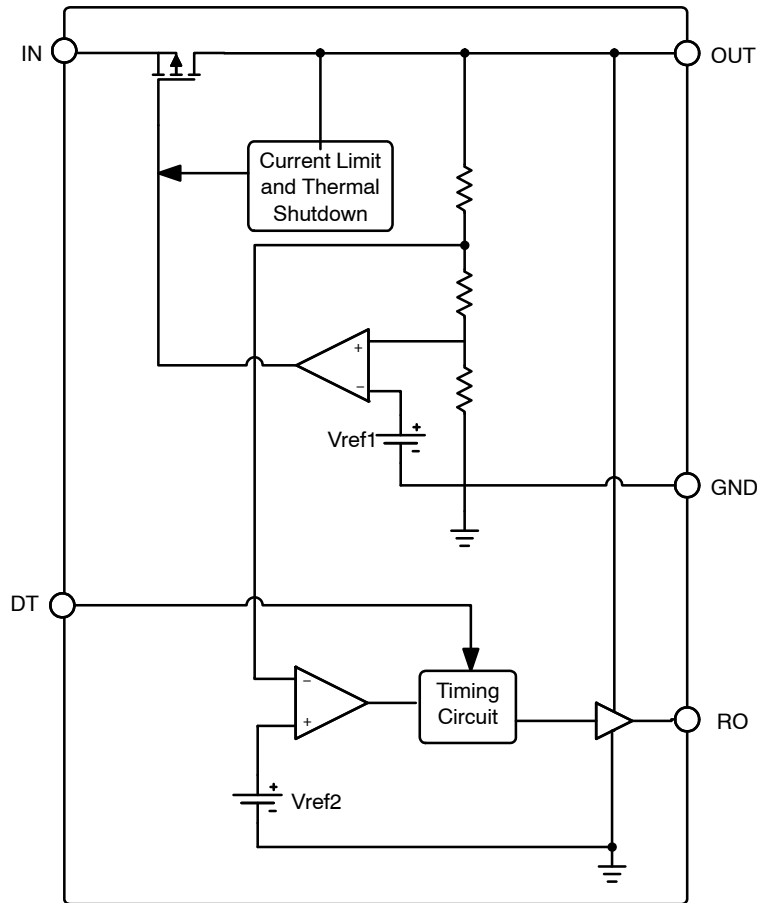 IN
OUT
Current Limit
and Thermal
Shutdown
+
−
Vref1
+
-
GND
DT
−
+
Timing
Circuit
RO
+
-
Vref2